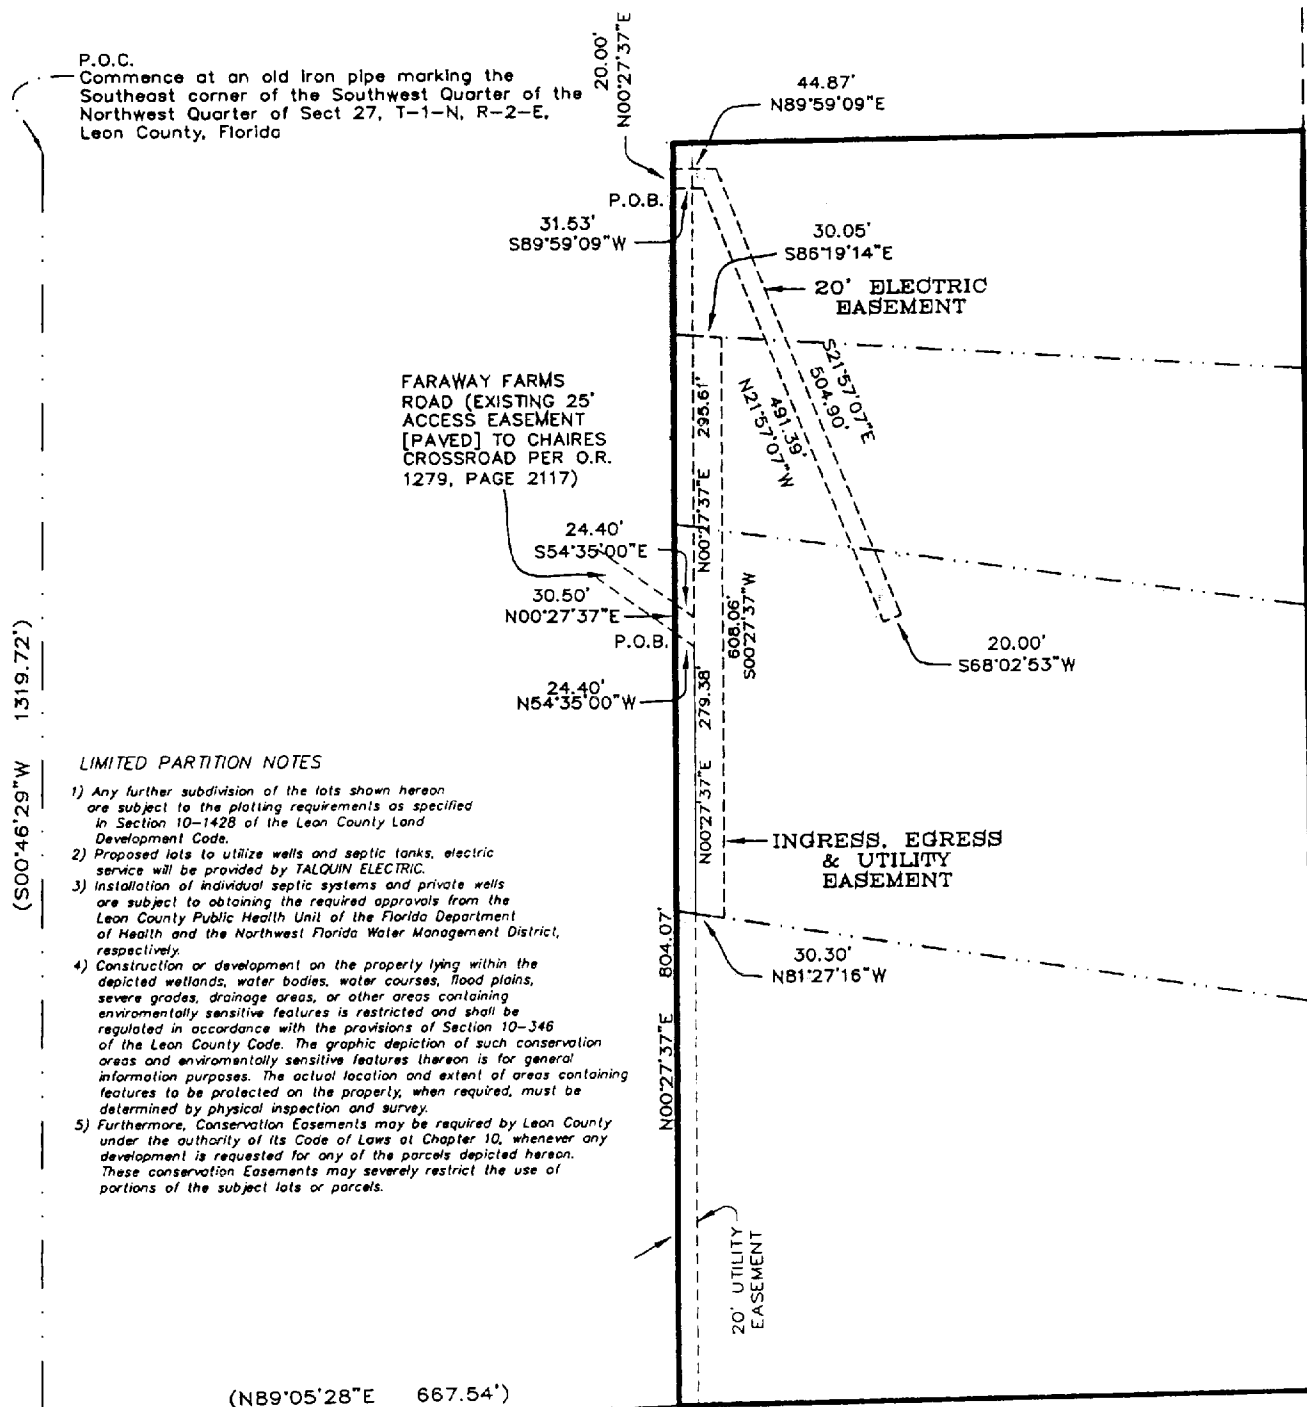 P.O.C.
Commence at an old iron pipe marking the
Southeast corner of the Southwest Quarter of the
Northwest Quarter of Sect 27, T-1-N, R-2-E,
Leon County, Florida
20.00'
N00°27'37"E
44.87'
N89°59'09"E
P.O.B.
31.53'
S89°59'09"W
30.05'
S86°19'14"E
20' ELECTRIC
EASEMENT
S21°57'07"E
504.90'
491.39'
N21°57'07"W
FARAWAY FARMS
ROAD (EXISTING 25'
ACCESS EASEMENT
[PAVED] TO CHAIRES
CROSSROAD PER O.R.
1279, PAGE 2117)
N00°27'37"E 295.61'
24.40'
S54°35'00"E
30.50'
N00°27'37"E
P.O.B.
608.06'
S00°27'37"W
20.00'
S68°02'53"W
24.40'
N54°35'00"W
N00°27'37"E 279.38'
(S00°46'29"W 1319.72')
INGRESS, EGRESS
& UTILITY
EASEMENT
30.30'
N81°27'16"W
N00°27'37"E 804.07'
LIMITED PARTITION NOTES
1) Any further subdivision of the lots shown hereon
are subject to the platting requirements as specified
in Section 10-1428 of the Leon County Land
Development Code.
2) Proposed lots to utilize wells and septic tanks, electric
service will be provided by TALQUIN ELECTRIC.
3) Installation of individual septic systems and private wells
are subject to obtaining the required approvals from the
Leon County Public Health Unit of the Florida Department
of Health and the Northwest Florida Water Management District,
respectively.
4) Construction or development on the property lying within the
depicted wetlands, water bodies, water courses, flood plains,
severe grades, drainage areas, or other areas containing
enviromentally sensitive features is restricted and shall be
regulated in accordance with the provisions of Section 10-346
of the Leon County Code. The graphic depiction of such conservation
areas and enviromentally sensitive features thereon is for general
information purposes. The actual location and extent of areas containing
features to be protected on the property, when required, must be
determined by physical inspection and survey.
5) Furthermore, Conservation Easements may be required by Leon County
under the authority of its Code of Laws at Chapter 10, whenever any
development is requested for any of the parcels depicted hereon.
These conservation Easements may severely restrict the use of
portions of the subject lots or parcels.
20' UTILITY
EASEMENT
(N89°05'28"E 667.54')